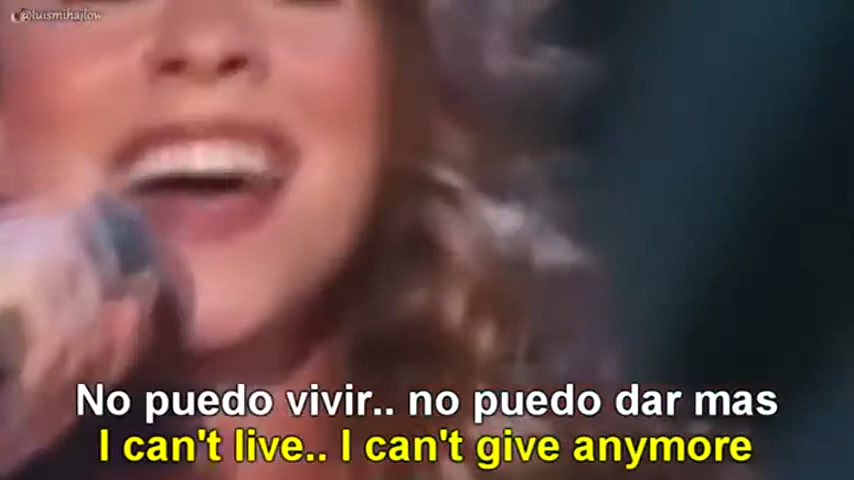 @luismihajlow
No puedo vivir.. no puedo dar mas
I can't live.. I can't give anymore